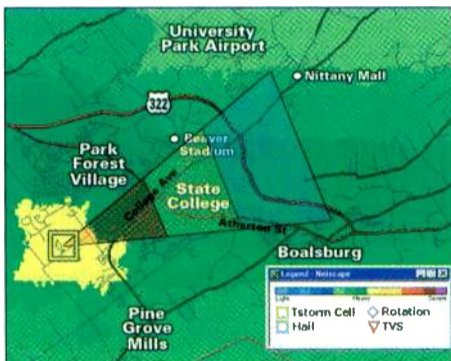 University
Park Airport
Nittany Mall
322
Beaver
Stadium
Park
Forest
Village
College Ave
State
College
Atherton St
Boalsburg
Pine
Grove
Mills
Legend - Netscape
Light
Heavy
Severe
Tstorm Cell
Rotation
Hail
TVS